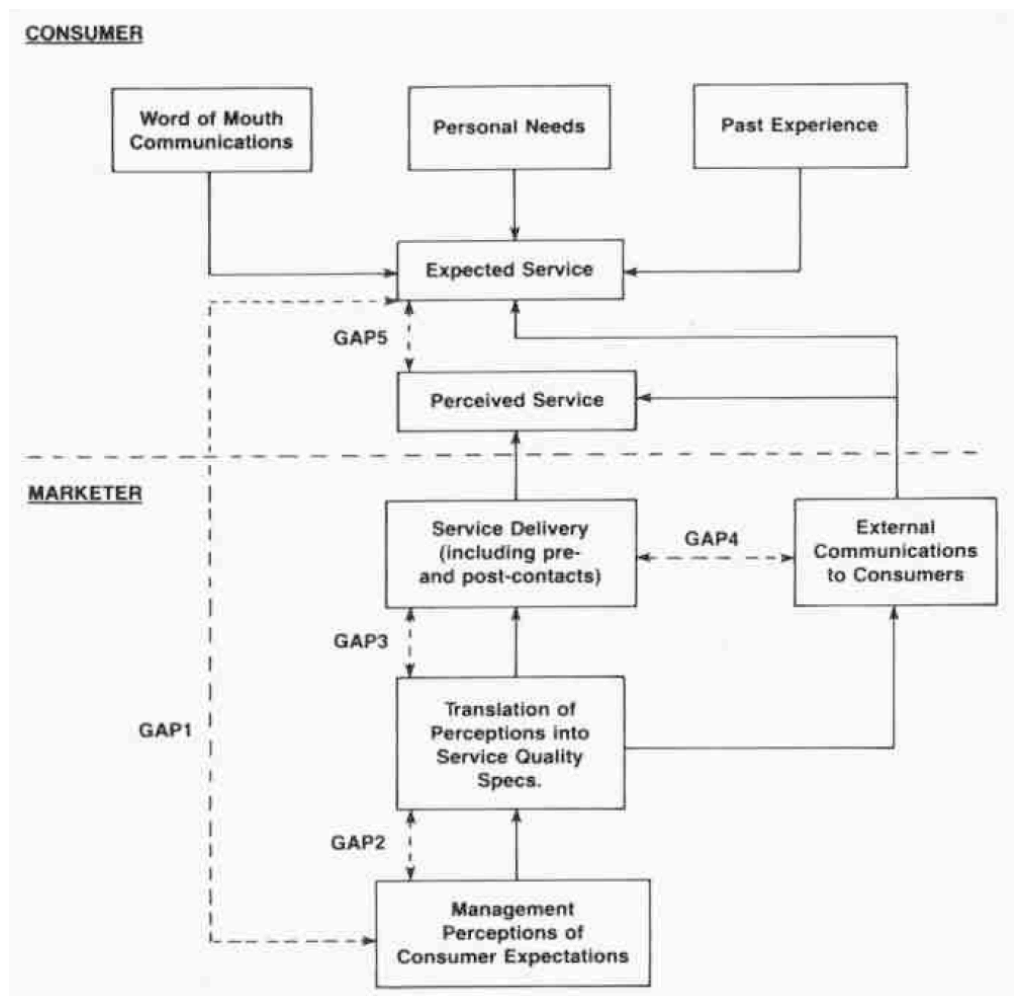 CONSUMER
Word of Mouth
Communications
Personal Needs
Past Experience
Expected Service
GAP5
Perceived Service
MARKETER
Service Delivery
(including pre-
and post-contacts)
GAP4
External
Communications
to Consumers
GAP3
Translation of
Perceptions into
Service Quality
Specs.
GAP1
GAP2
Management
Perceptions of
Consumer Expectations